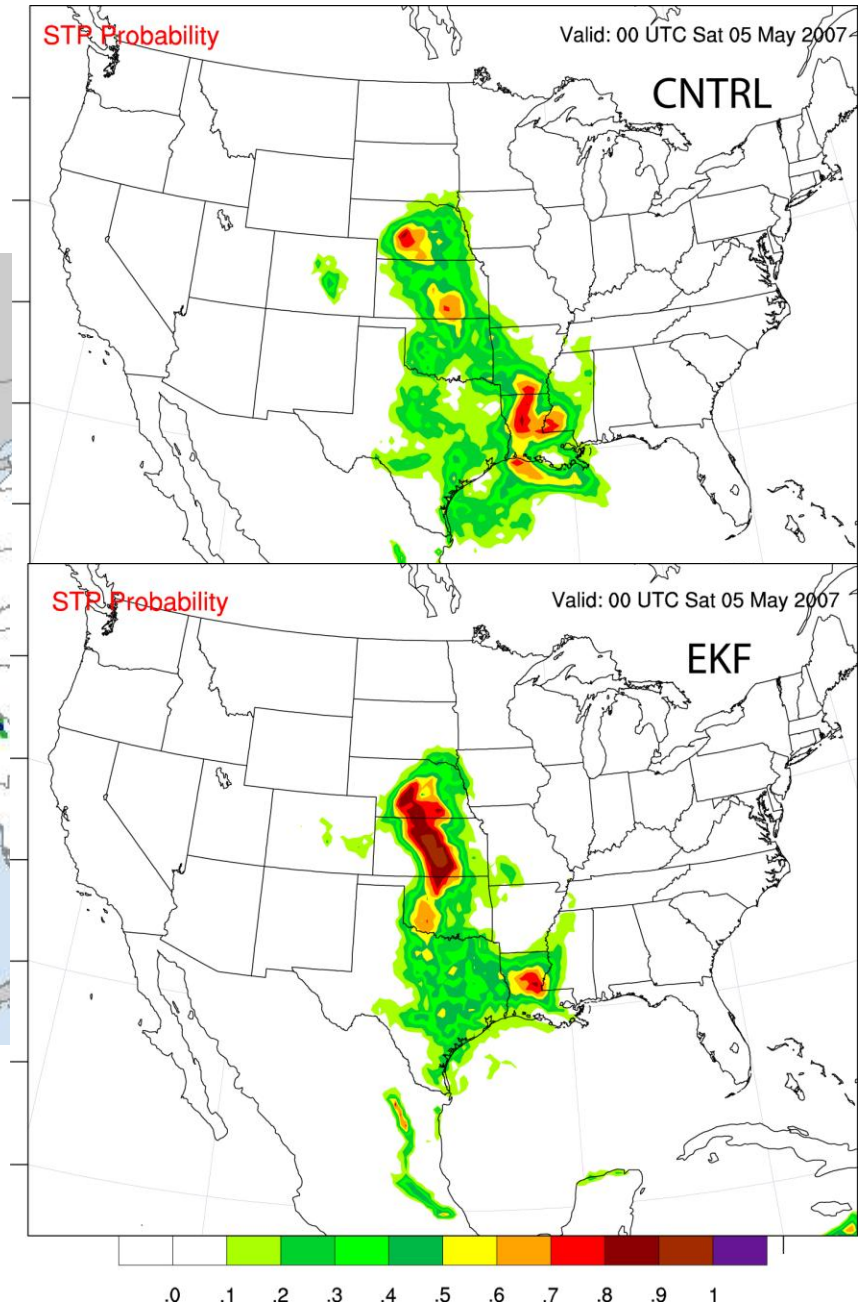 STP Probability
Valid: 00 UTC Sat 05 May 2007
CNTRL
STP Probability
Valid: 00 UTC Sat 05 May 2007
EKF
.0 .1 .2 .3 .4 .5 .6 .7 .8 .9 1